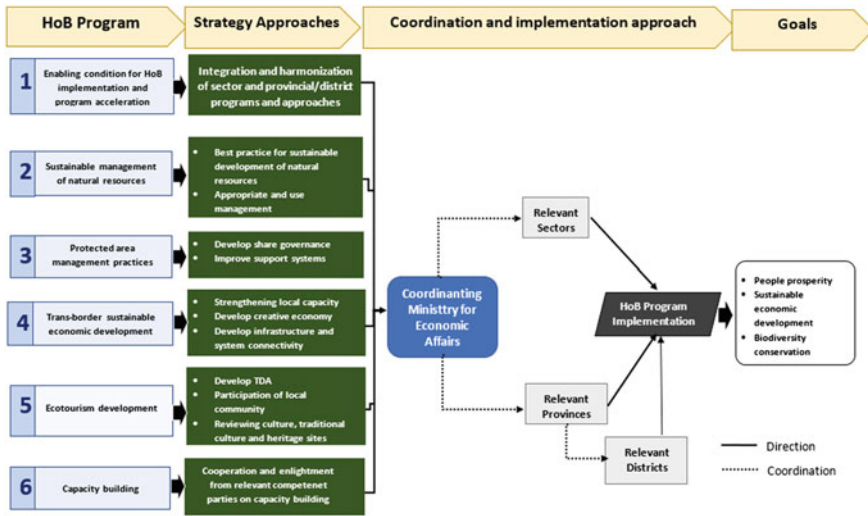 HoB Program
Strategy Approaches
Coordination and implementation approach
Goals
1
Enabling condition for HoB
implementation and
program acceleration
Integration and harmonization
of sector and provincial/district
programs and approaches
2
Sustainable management
of natural resources
• Best practice for sustainable
development of natural
resources
• Appropriate and use
management
3
Protected area
management practices
• Develop share governance
• Improve support systems
4
Trans-border sustainable
economic development
• Strengthening local capacity
• Develop creative economy
• Develop infrastructure and
system connectivity
5
Ecotourism development
• Develop TDA
• Participation of local
community
• Reviewing culture, traditional
culture and heritage sites
6
Capacity building
Cooperation and enlightment
from relevant competenet
parties on capacity building
Coordinanting
Ministtry for
Economic
Affairs
Relevant
Sectors
Relevant
Provinces
Relevant
Districts
HoB Program
Implementation
• People prosperity
• Sustainable
economic
development
• Biodiversity
conservation
Direction
Coordination